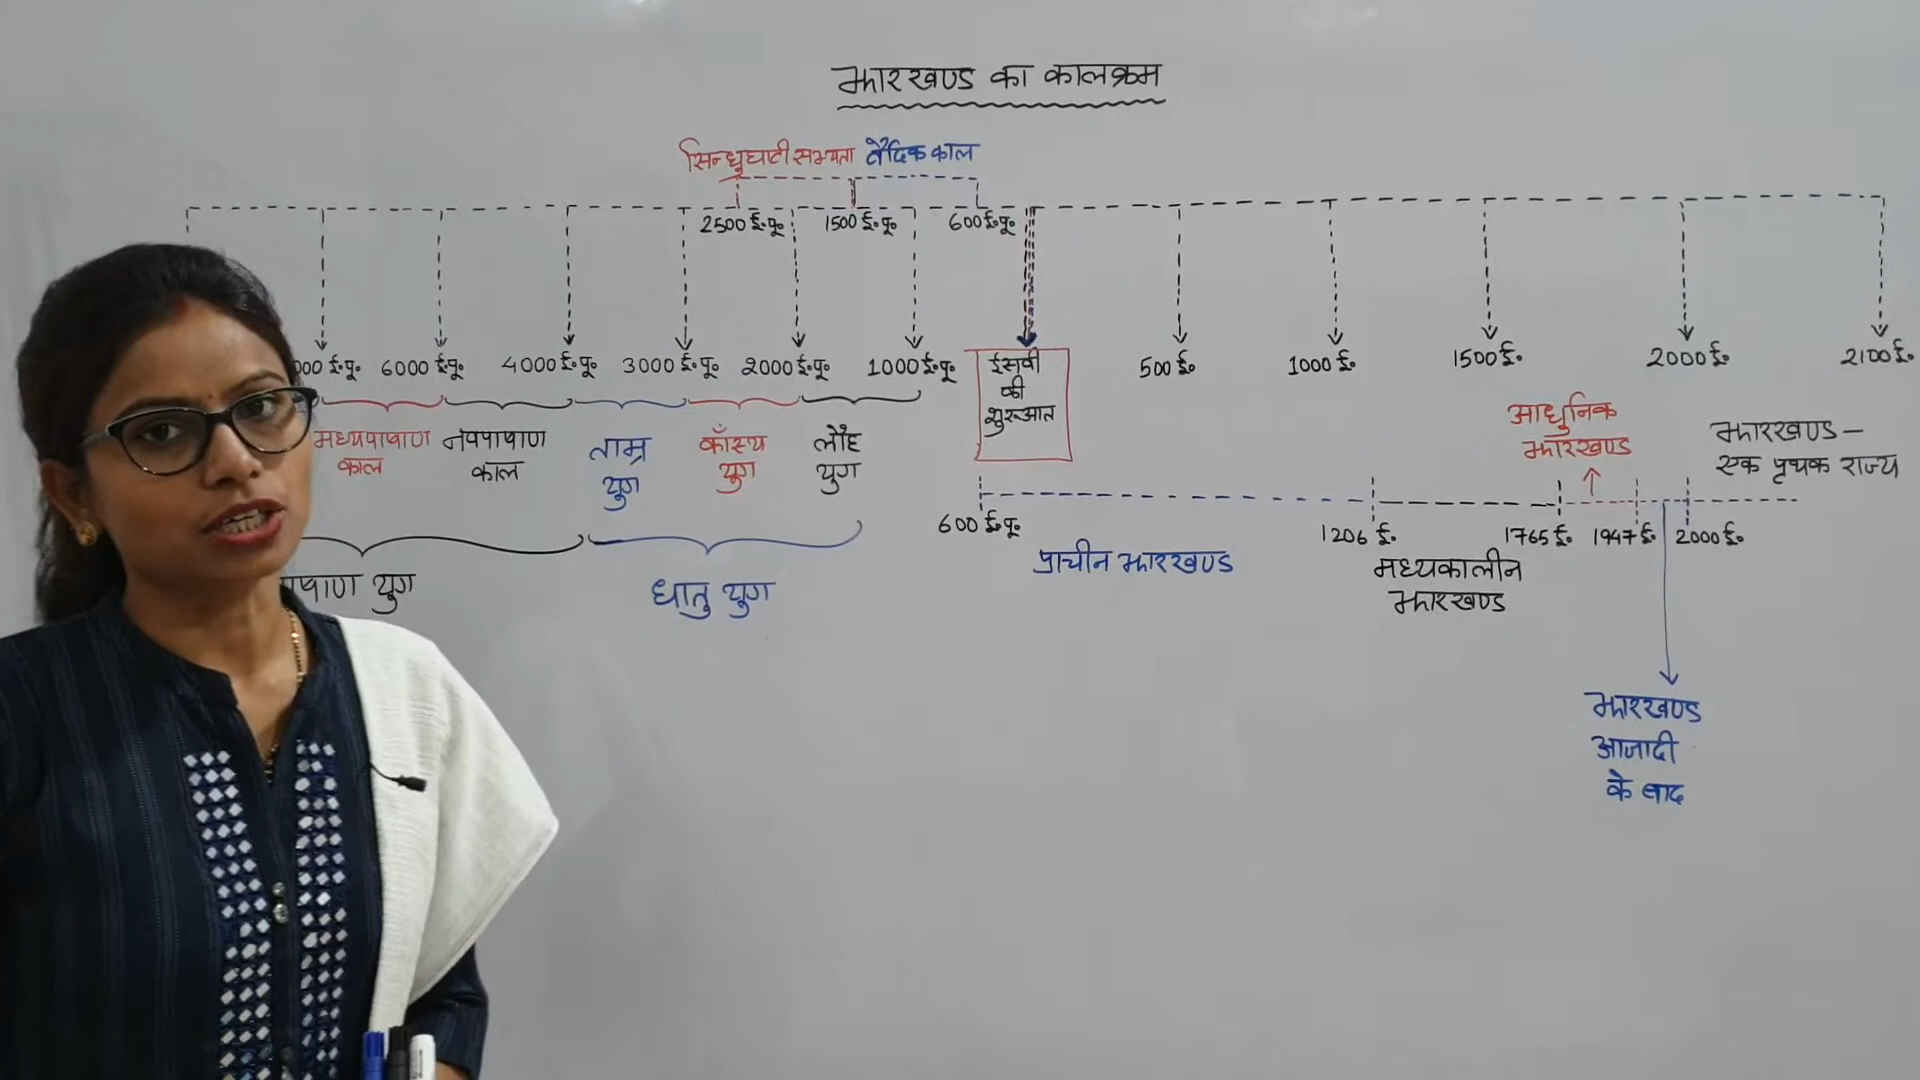 झारखण्ड का कालक्रम
सिन्धुघाटी सभ्यता वैदिक काल
2500 ई॰पू॰ 1500 ई॰पू॰ 600 ई॰पू॰
000 ई॰पू॰ 6000 ई॰पू॰ 4000 ई॰पू॰ 3000 ई॰पू॰ 2000 ई॰पू॰ 1000 ई॰पू॰
ईसवी
की
शुरूआत
500 ई॰ 1000 ई॰ 1500 ई॰ 2000 ई॰ 2100 ई॰
मध्यपाषाण
काल
नवपाषाण
काल
ताम्र
युग
काँस्य
युग
लौह
युग
आधुनिक
झारखण्ड
झारखण्ड –
एक पृथक राज्य
600 ई॰पू॰ 1206 ई॰ 1765 ई॰ 1947 ई॰ 2000 ई॰
प्राचीन झारखण्ड
मध्यकालीन
झारखण्ड
पाषाण युग
धातु युग
झारखण्ड
आजादी
के बाद